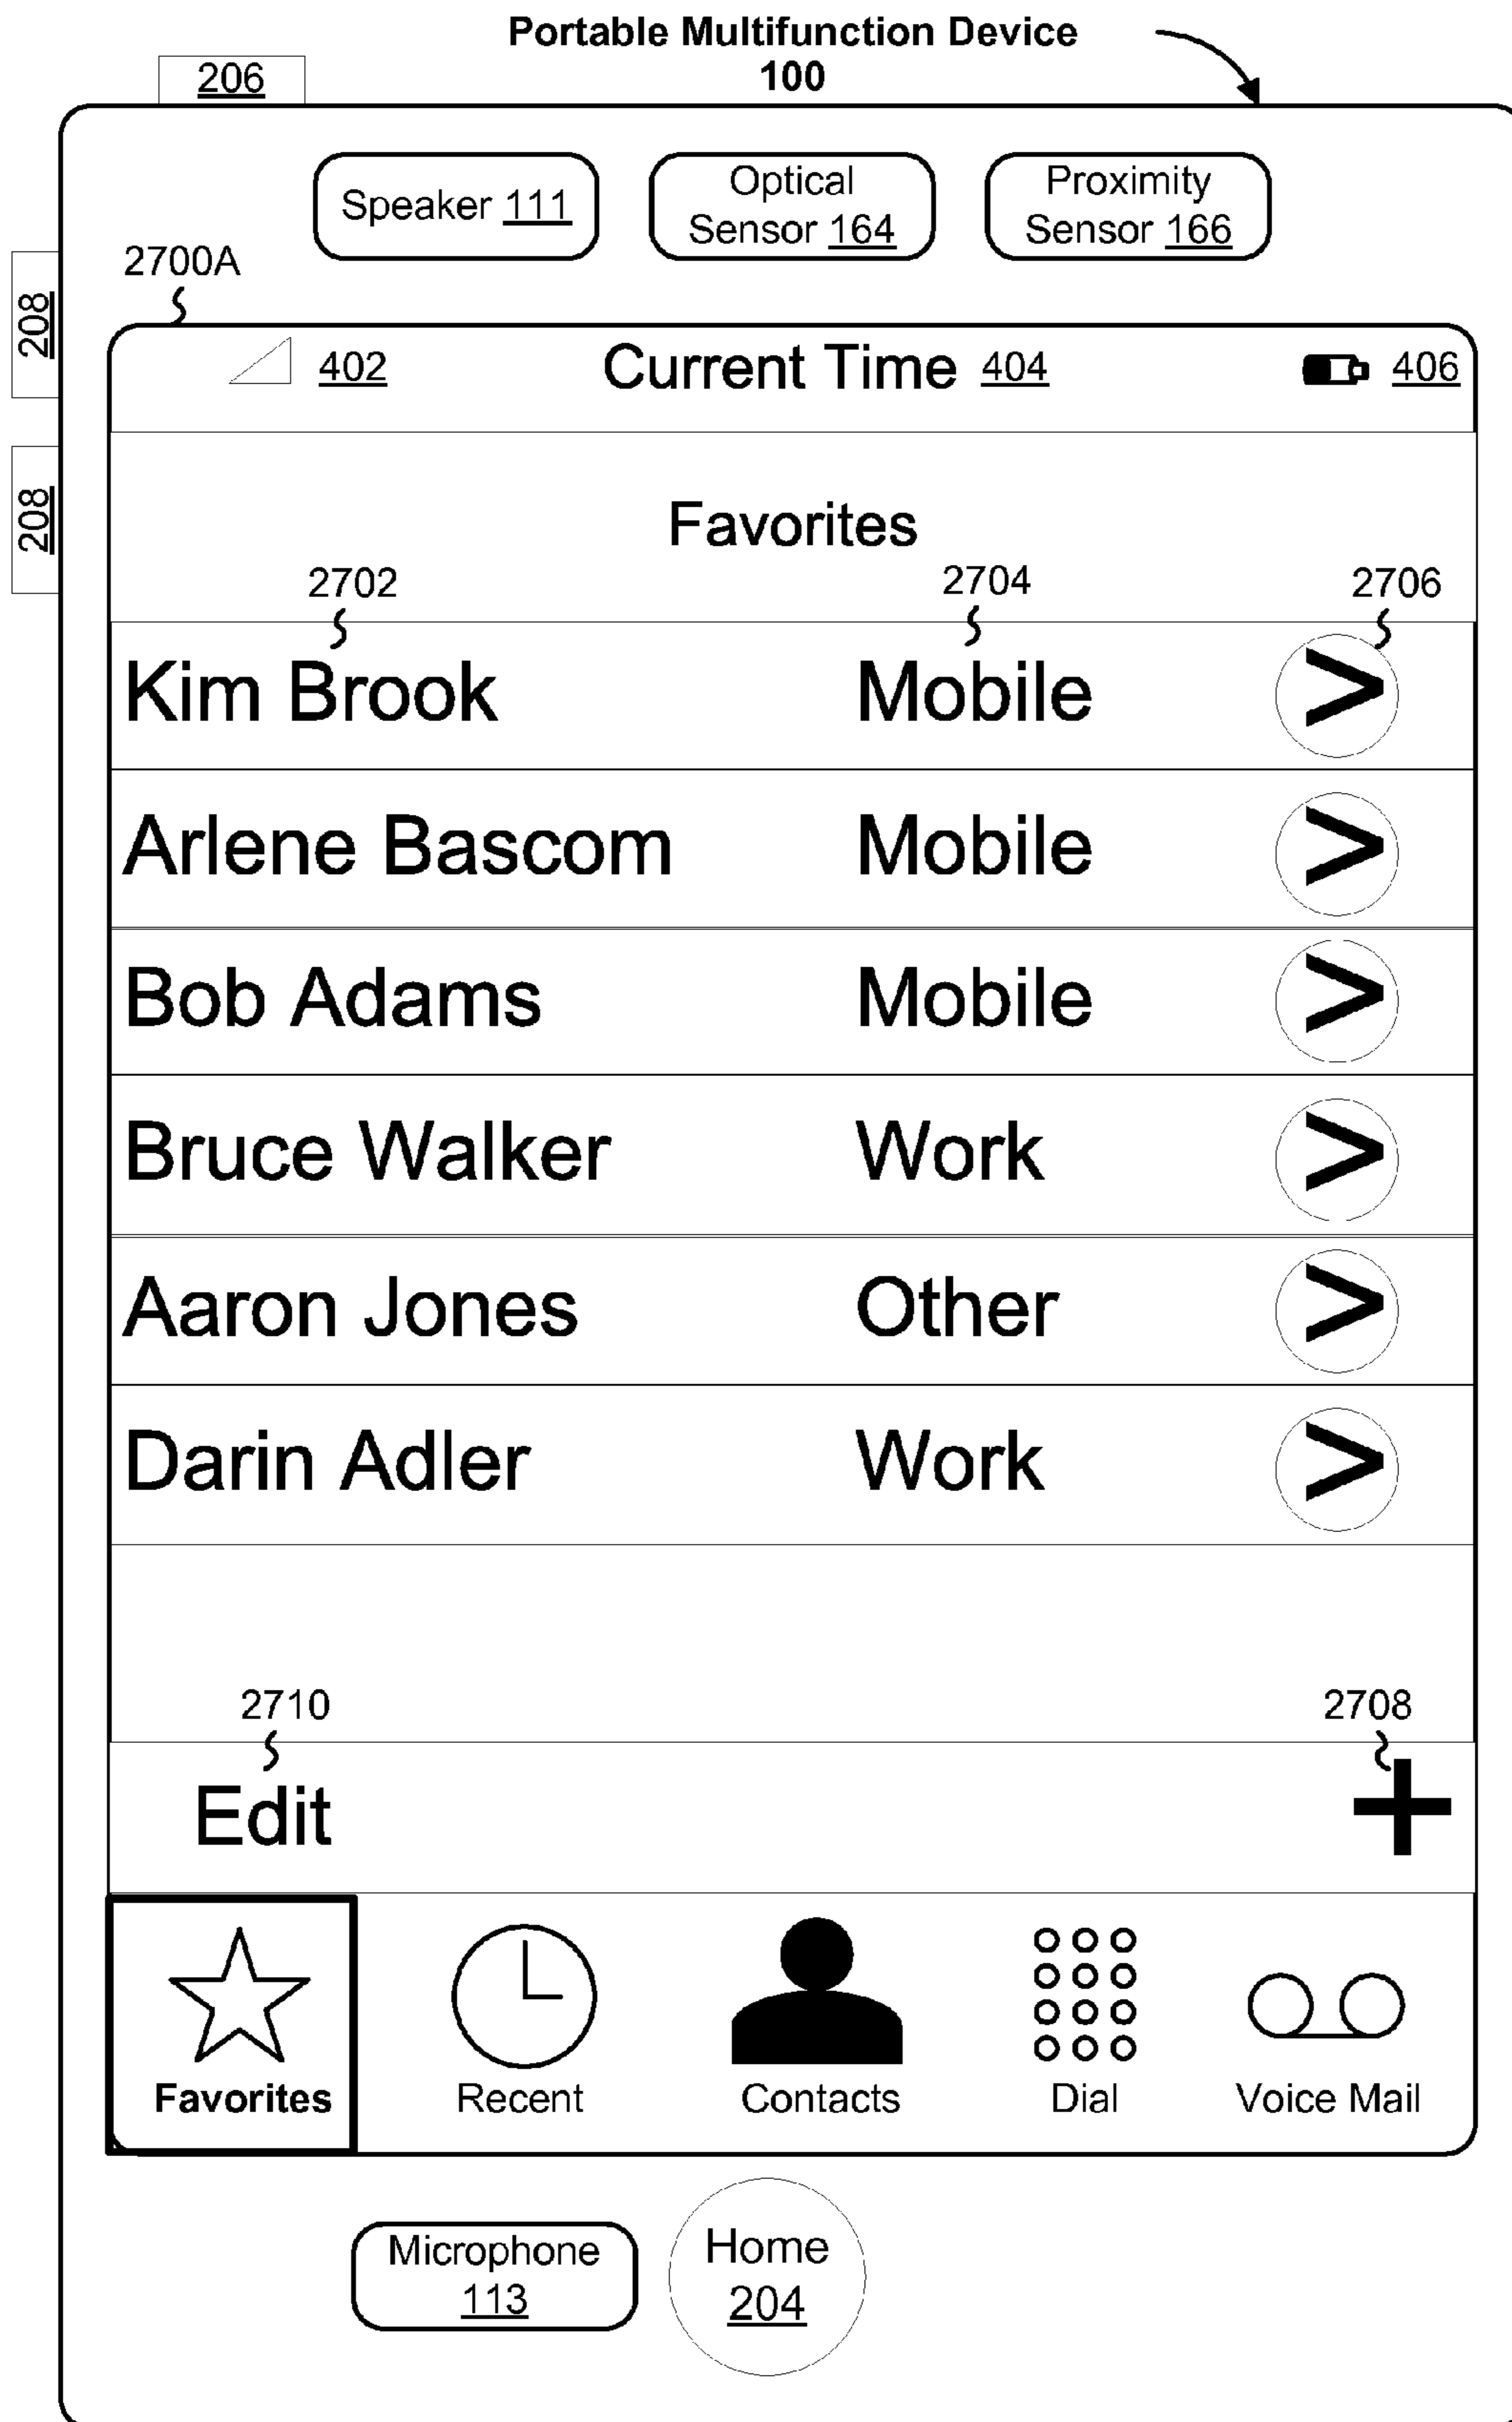 Portable Multifunction Device
100
206
Speaker 111
Optical
Sensor 164
Proximity
Sensor 166
2700A
208
208
402 Current Time 404 406
Favorites
2702 2704 2706
Kim Brook Mobile >
Arlene Bascom Mobile >
Bob Adams Mobile >
Bruce Walker Work >
Aaron Jones Other >
Darin Adler Work >
2710 2708
Edit +
Favorites Recent Contacts Dial Voice Mail
Microphone
113
Home
204